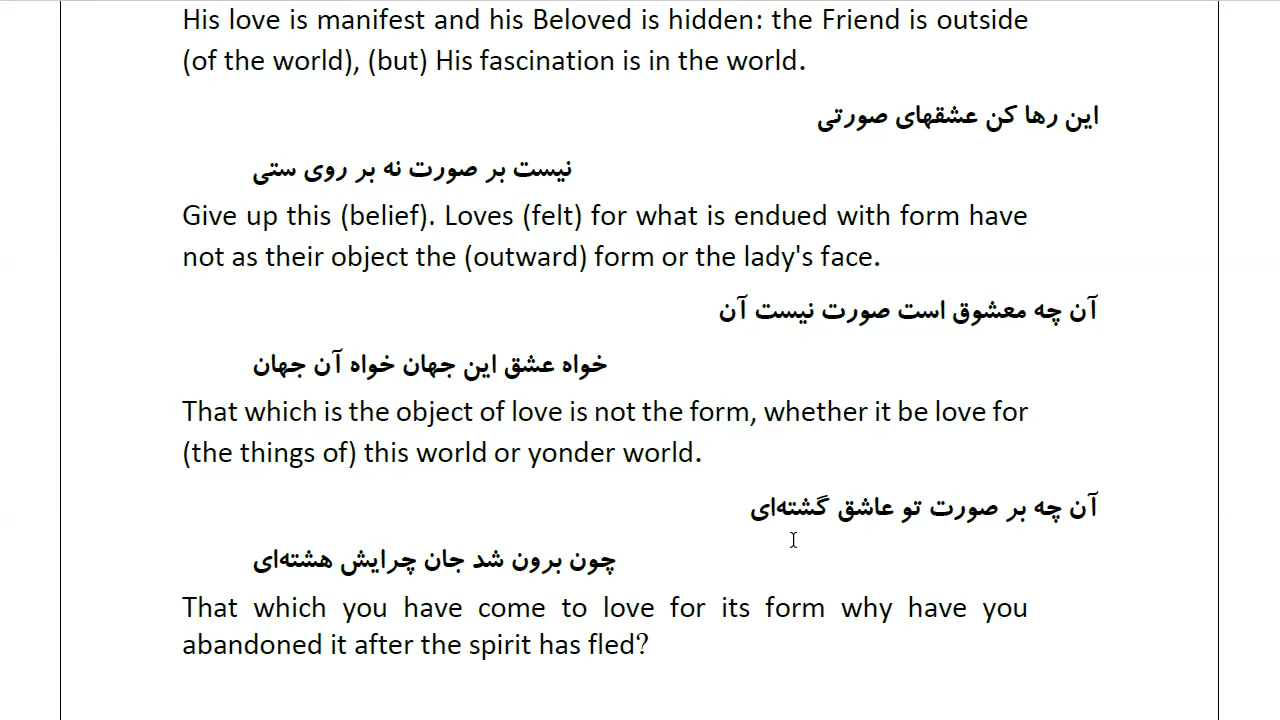 His love is manifest and his Beloved is hidden: the Friend is outside
(of the world), (but) His fascination is in the world.
این رها کن عشقهای صورتی
نیست بر صورت نه بر روی ستی
Give up this (belief). Loves (felt) for what is endued with form have
not as their object the (outward) form or the lady's face.
آن چه معشوق است صورت نیست آن
خواه عشق این جهان خواه آن جهان
That which is the object of love is not the form, whether it be love for
(the things of) this world or yonder world.
آن چه بر صورت تو عاشق گشته‌ای
چون برون شد جان چرایش هشته‌ای
That which you have come to love for its form why have you
abandoned it after the spirit has fled?